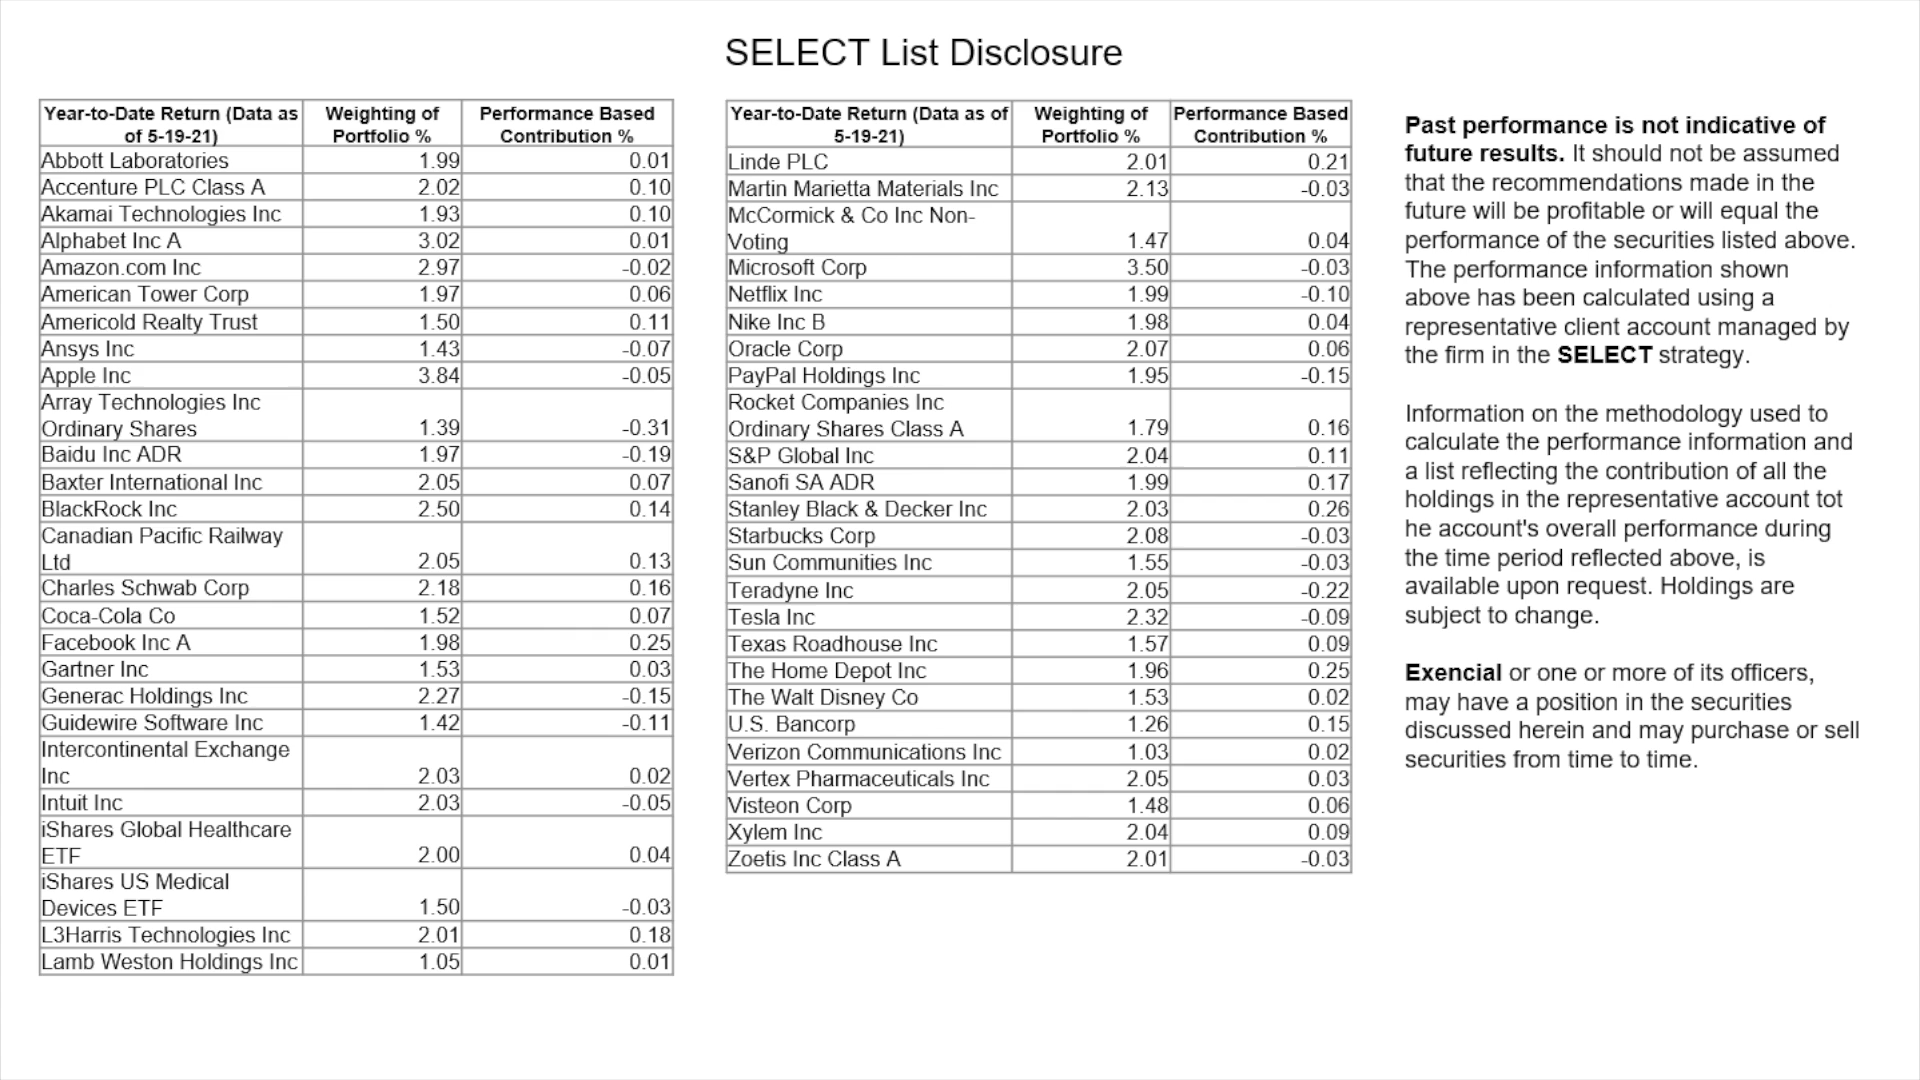 SELECT List Disclosure
Year-to-Date Return (Data as of 5-19-21) Weighting of Portfolio % Performance Based Contribution %
Abbott Laboratories 1.99 0.01
Accenture PLC Class A 2.02 0.10
Akamai Technologies Inc 1.93 0.10
Alphabet Inc A 3.02 0.01
Amazon.com Inc 2.97 -0.02
American Tower Corp 1.97 0.06
Americold Realty Trust 1.50 0.11
Ansys Inc 1.43 -0.07
Apple Inc 3.84 -0.05
Array Technologies Inc
Ordinary Shares 1.39 -0.31
Baidu Inc ADR 1.97 -0.19
Baxter International Inc 2.05 0.07
BlackRock Inc 2.50 0.14
Canadian Pacific Railway
Ltd 2.05 0.13
Charles Schwab Corp 2.18 0.16
Coca-Cola Co 1.52 0.07
Facebook Inc A 1.98 0.25
Gartner Inc 1.53 0.03
Generac Holdings Inc 2.27 -0.15
Guidewire Software Inc 1.42 -0.11
Intercontinental Exchange
Inc 2.03 0.02
Intuit Inc 2.03 -0.05
iShares Global Healthcare
ETF 2.00 0.04
iShares US Medical
Devices ETF 1.50 -0.03
L3Harris Technologies Inc 2.01 0.18
Lamb Weston Holdings Inc 1.05 0.01
Year-to-Date Return (Data as of 5-19-21) Weighting of Portfolio % Performance Based Contribution %
Linde PLC 2.01 0.21
Martin Marietta Materials Inc 2.13 -0.03
McCormick & Co Inc Non-
Voting 1.47 0.04
Microsoft Corp 3.50 -0.03
Netflix Inc 1.99 -0.10
Nike Inc B 1.98 0.04
Oracle Corp 2.07 0.06
PayPal Holdings Inc 1.95 -0.15
Rocket Companies Inc
Ordinary Shares Class A 1.79 0.16
S&P Global Inc 2.04 0.11
Sanofi SA ADR 1.99 0.17
Stanley Black & Decker Inc 2.03 0.26
Starbucks Corp 2.08 -0.03
Sun Communities Inc 1.55 -0.03
Teradyne Inc 2.05 -0.22
Tesla Inc 2.32 -0.09
Texas Roadhouse Inc 1.57 0.09
The Home Depot Inc 1.96 0.25
The Walt Disney Co 1.53 0.02
U.S. Bancorp 1.26 0.15
Verizon Communications Inc 1.03 0.02
Vertex Pharmaceuticals Inc 2.05 0.03
Visteon Corp 1.48 0.06
Xylem Inc 2.04 0.09
Zoetis Inc Class A 2.01 -0.03
Past performance is not indicative of
future results. It should not be assumed
that the recommendations made in the
future will be profitable or will equal the
performance of the securities listed above.
The performance information shown
above has been calculated using a
representative client account managed by
the firm in the SELECT strategy.
Information on the methodology used to
calculate the performance information and
a list reflecting the contribution of all the
holdings in the representative account tot
he account's overall performance during
the time period reflected above, is
available upon request. Holdings are
subject to change.
Exencial or one or more of its officers,
may have a position in the securities
discussed herein and may purchase or sell
securities from time to time.